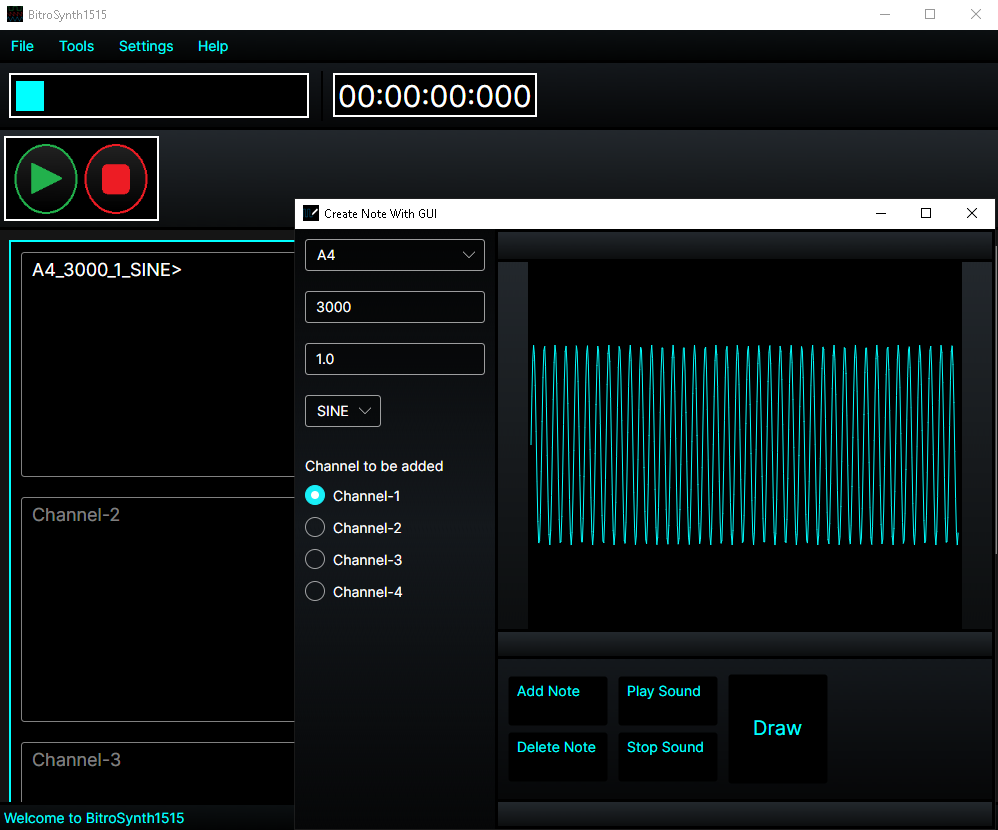 BitroSynth1515
File Tools Settings Help
00:00:00:000
A4_3000_1_SINE>
Channel-2
Channel-3
Welcome to BitroSynth1515
Create Note With GUI
A4
3000
1.0
SINE
Channel to be added
Channel-1
Channel-2
Channel-3
Channel-4
Add Note
Play Sound
Delete Note
Stop Sound
Draw